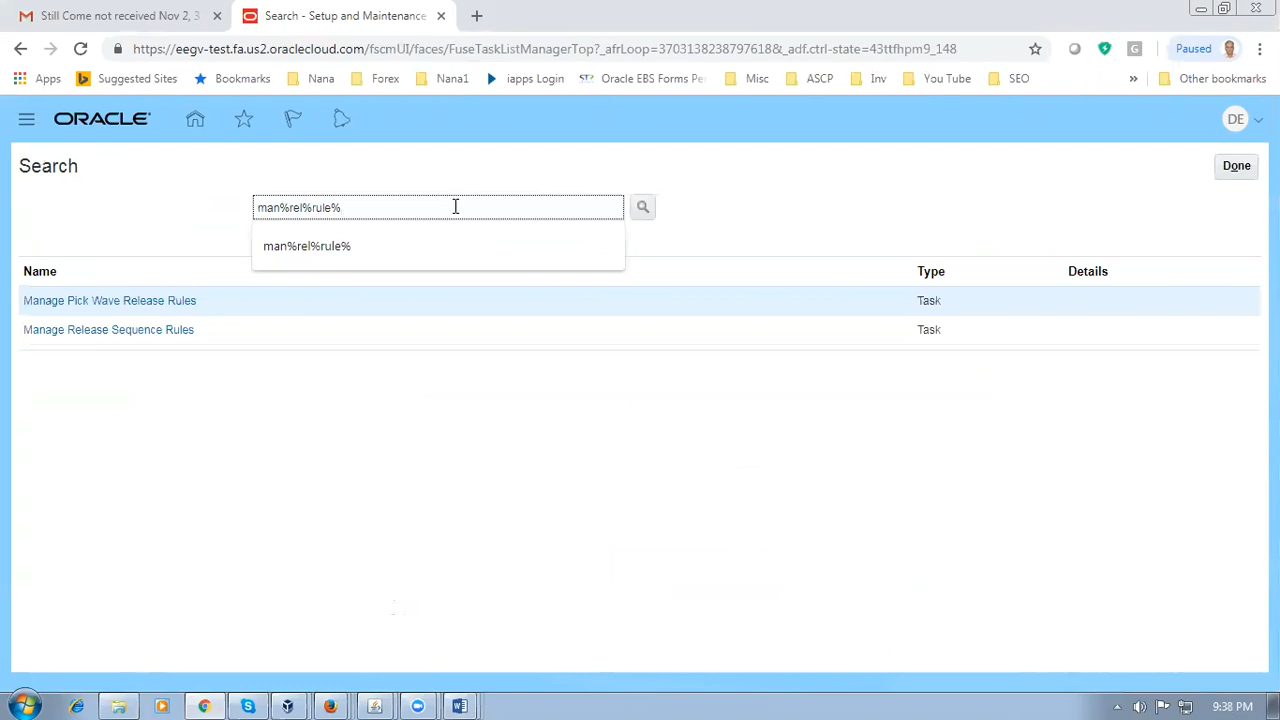 Still Come not received Nov 2, 3
Search - Setup and Maintenance
https://eegv-test.fa.us2.oraclecloud.com/fscmUI/faces/FuseTaskListManagerTop?_afrLoop=37031382387976188&_adf.ctrl-state=43ttfhpm9_148
Paused
Apps
Suggested Sites
Bookmarks
Nana
Forex
Nana1
iapps Login
Oracle EBS Forms Pe
Misc
ASCP
Inv
You Tube
SEO
Other bookmarks
ORACLE
DE
Search
Done
man%rel%rule%
man%rel%rule%
Name Type Details
Manage Pick Wave Release Rules Task
Manage Release Sequence Rules Task
9:38 PM